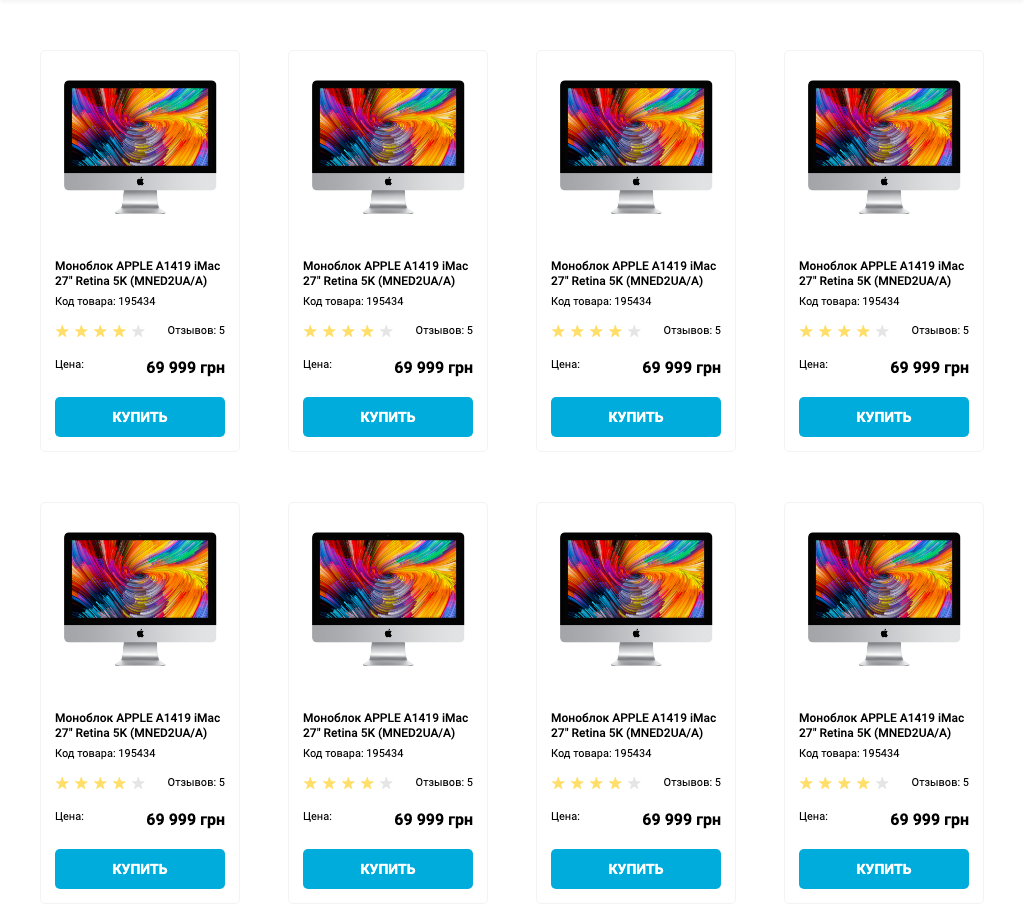 Моноблок APPLE A1419 iMac
27" Retina 5K (MNED2UA/A)
Код товара: 195434
Отзывов: 5
Цена: 69 999 грн
КУПИТЬ
Моноблок APPLE A1419 iMac
27" Retina 5K (MNED2UA/A)
Код товара: 195434
Отзывов: 5
Цена: 69 999 грн
КУПИТЬ
Моноблок APPLE A1419 iMac
27" Retina 5K (MNED2UA/A)
Код товара: 195434
Отзывов: 5
Цена: 69 999 грн
КУПИТЬ
Моноблок APPLE A1419 iMac
27" Retina 5K (MNED2UA/A)
Код товара: 195434
Отзывов: 5
Цена: 69 999 грн
КУПИТЬ
Моноблок APPLE A1419 iMac
27" Retina 5K (MNED2UA/A)
Код товара: 195434
Отзывов: 5
Цена: 69 999 грн
КУПИТЬ
Моноблок APPLE A1419 iMac
27" Retina 5K (MNED2UA/A)
Код товара: 195434
Отзывов: 5
Цена: 69 999 грн
КУПИТЬ
Моноблок APPLE A1419 iMac
27" Retina 5K (MNED2UA/A)
Код товара: 195434
Отзывов: 5
Цена: 69 999 грн
КУПИТЬ
Моноблок APPLE A1419 iMac
27" Retina 5K (MNED2UA/A)
Код товара: 195434
Отзывов: 5
Цена: 69 999 грн
КУПИТЬ